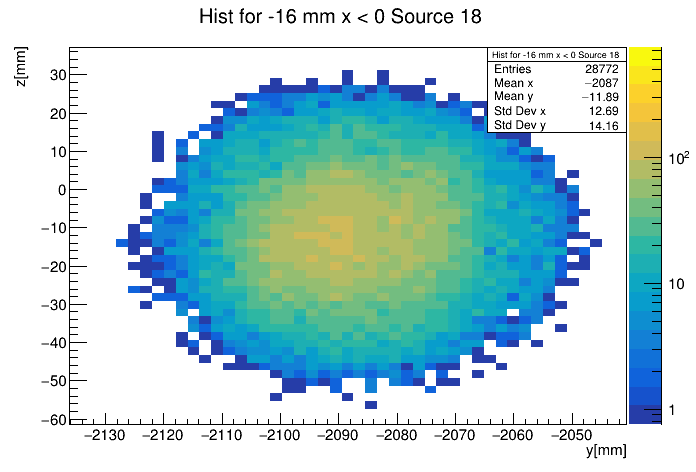 Hist for -16 mm x < 0 Source 18
z[mm]
30
20
10
0
−10
−20
−30
−40
−50
−60
−2130 −2120 −2110 −2100 −2090 −2080 −2070 −2060 −2050
y[mm]
Hist for -16 mm x < 0 Source 18
Entries 28772
Mean x −2087
Mean y −11.89
Std Dev x 12.69
Std Dev y 14.16
10²
10
1